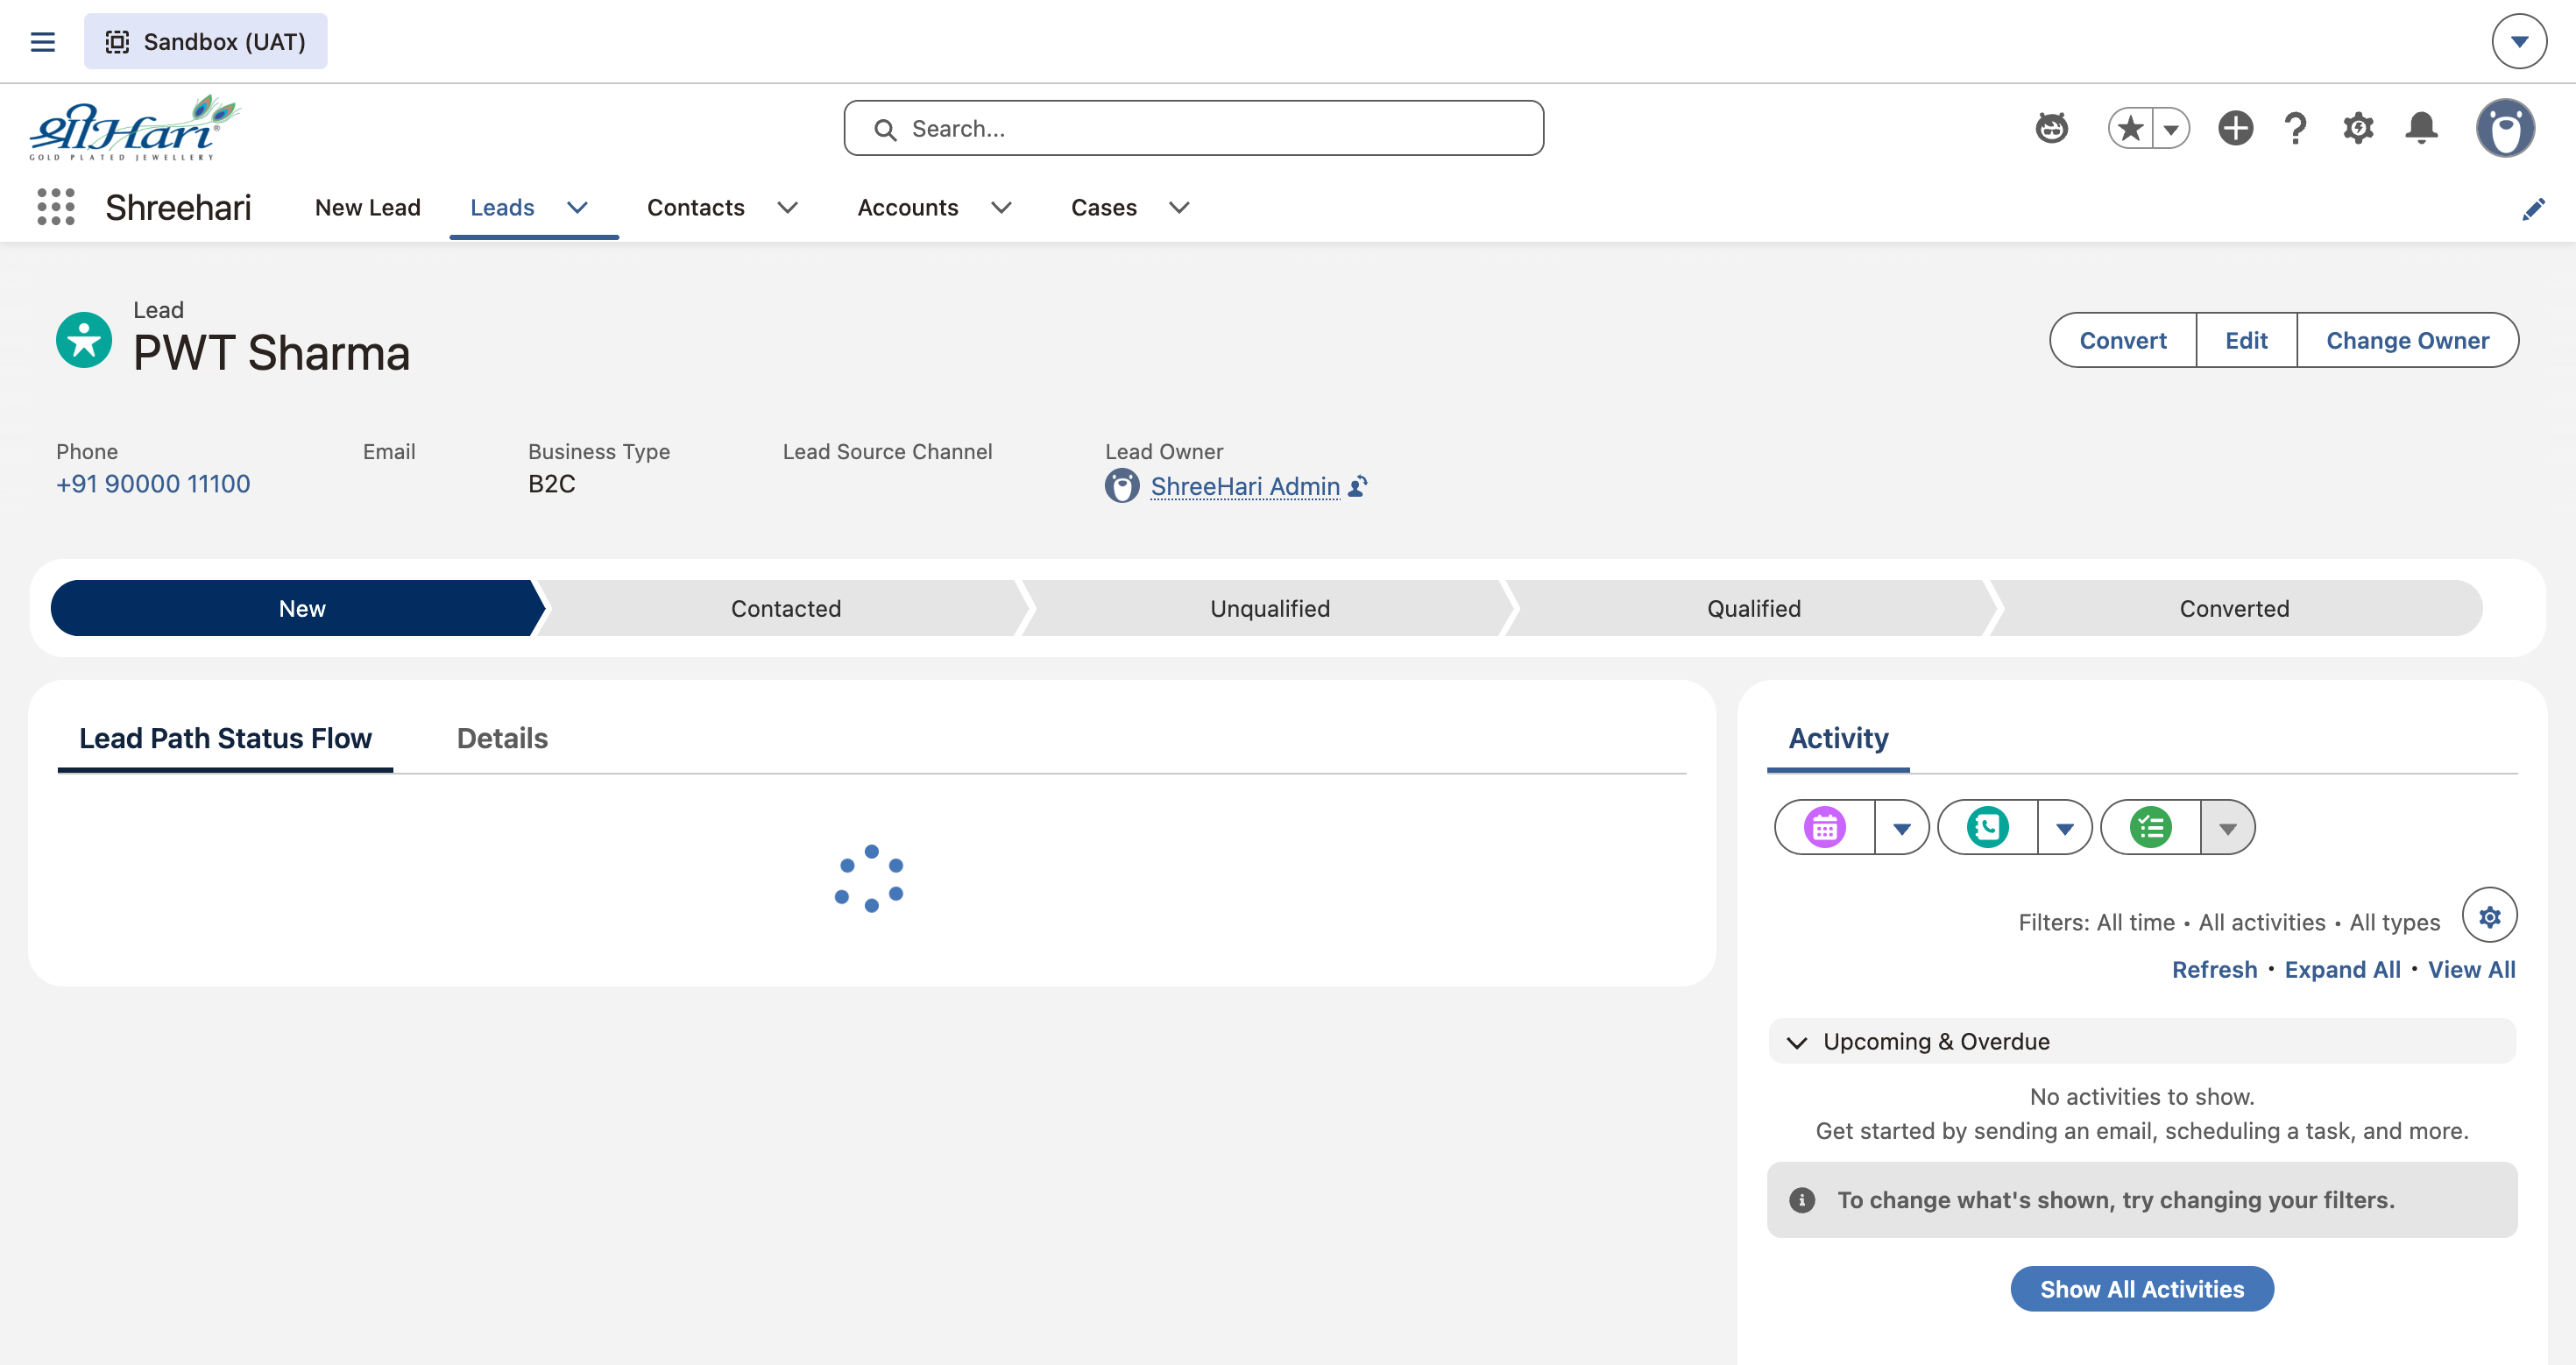 Sandbox (UAT)
श्रीHari®
GOLD PLATED JEWELLERY
Search...
Shreehari
New Lead
Leads
Contacts
Accounts
Cases
Lead
PWT Sharma
Convert
Edit
Change Owner
Phone
Email
Business Type
Lead Source Channel
Lead Owner
+91 90000 11100
B2C
ShreeHari Admin
New
Contacted
Unqualified
Qualified
Converted
Lead Path Status Flow
Details
Activity
Filters: All time • All activities • All types
Refresh • Expand All • View All
Upcoming & Overdue
No activities to show.
Get started by sending an email, scheduling a task, and more.
To change what's shown, try changing your filters.
Show All Activities